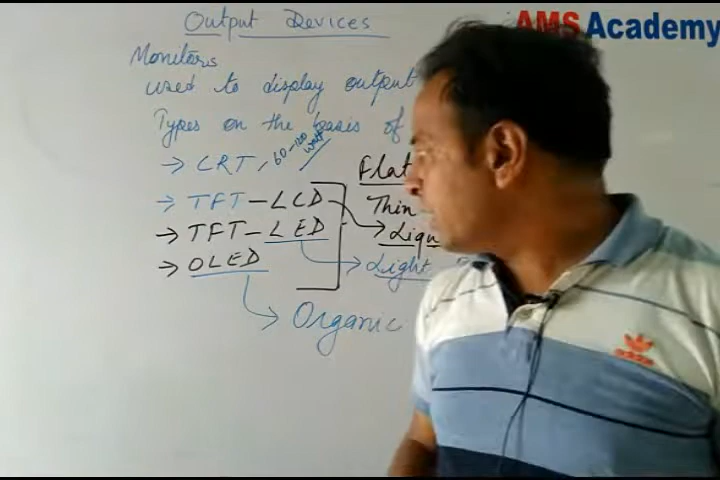 Output Devices
AMS Academy
Monitors
used to display output
Types on the basis of
→ CRT, 60-100 watt
Flat
→ TFT - LCD
Thin
→ Liqu
→ TFT - LED
→ OLED
→ Light
→ Organic